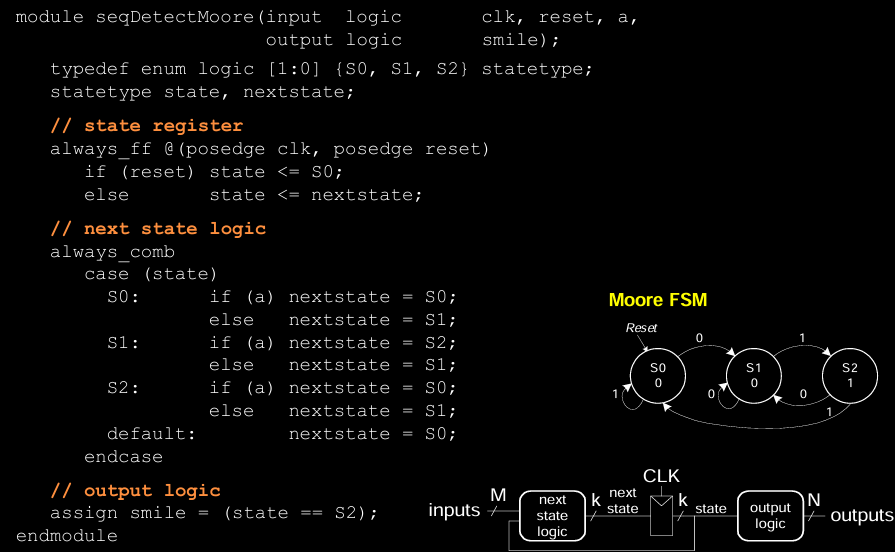 module seqDetectMoore(input  logic       clk, reset, a,
                      output logic       smile);
   typedef enum logic [1:0] {S0, S1, S2} statetype;
   statetype state, nextstate;
   // state register
   always_ff @(posedge clk, posedge reset)
      if (reset) state <= S0;
      else       state <= nextstate;
   // next state logic
   always_comb
      case (state)
        S0:      if (a) nextstate = S0;
                 else   nextstate = S1;
        S1:      if (a) nextstate = S2;
                 else   nextstate = S1;
        S2:      if (a) nextstate = S0;
                 else   nextstate = S1;
        default:        nextstate = S0;
      endcase
   // output logic
   assign smile = (state == S2);
endmodule
Moore FSM
Reset
0 1
S0 S1 S2
0 0 1
1 0 0
1
CLK
M k next k N
inputs next state state output outputs
state logic
logic